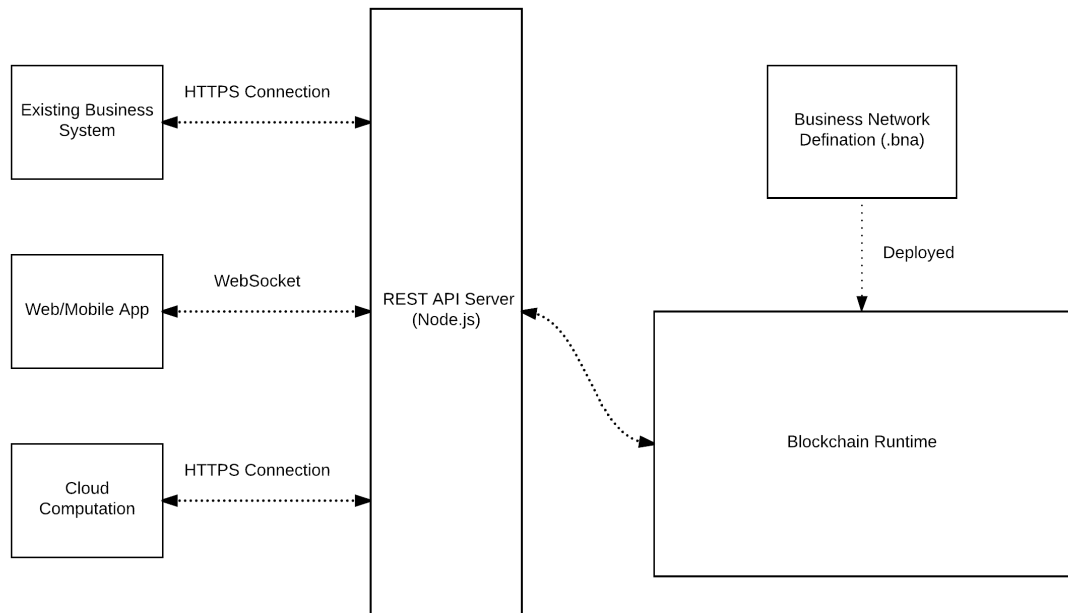 HTTPS Connection
Existing Business
System
WebSocket
Web/Mobile App
HTTPS Connection
Cloud
Computation
REST API Server
(Node.js)
Business Network
Defination (.bna)
Deployed
Blockchain Runtime